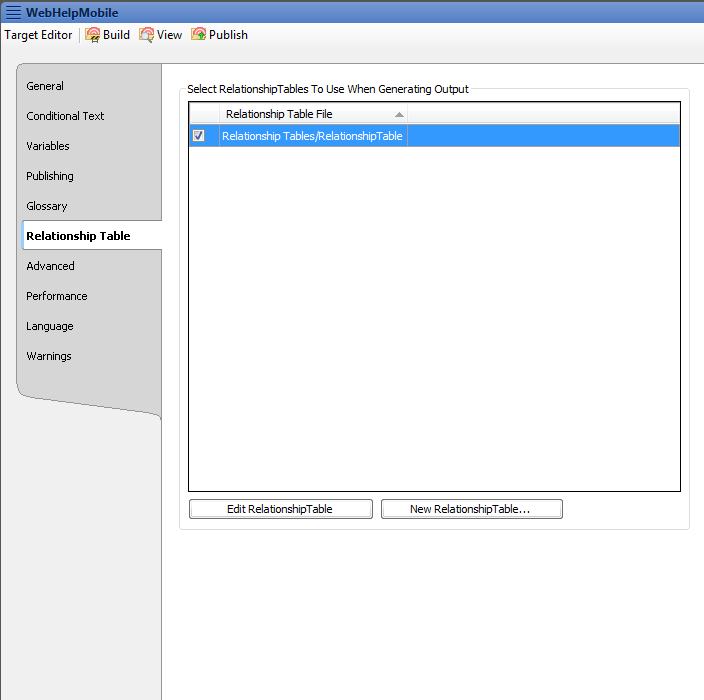 WebHelpMobile
Target Editor Build View Publish
General
Conditional Text
Variables
Publishing
Glossary
Relationship Table
Advanced
Performance
Language
Warnings
Select RelationshipTables To Use When Generating Output
Relationship Table File
Relationship Tables/RelationshipTable
Edit RelationshipTable New RelationshipTable...